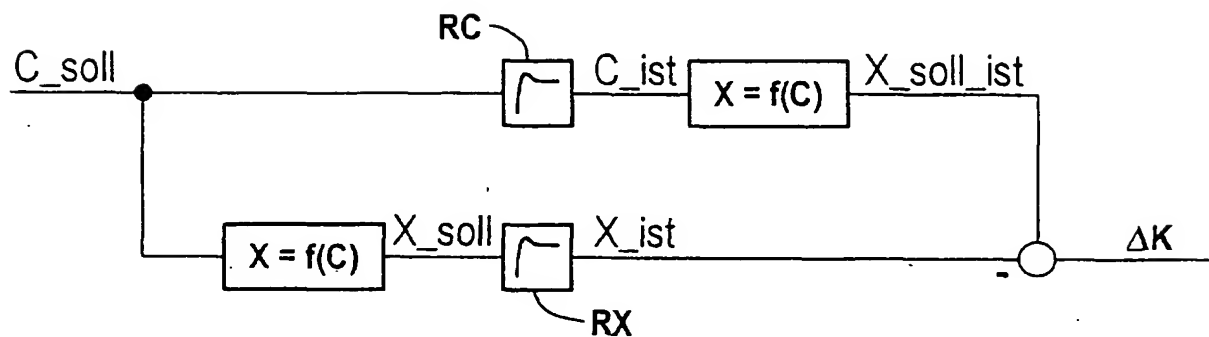 RC
C_soll
C_ist
X = f(C)
X_soll_ist
X = f(C)
X_soll
X_ist
-
ΔK
RX